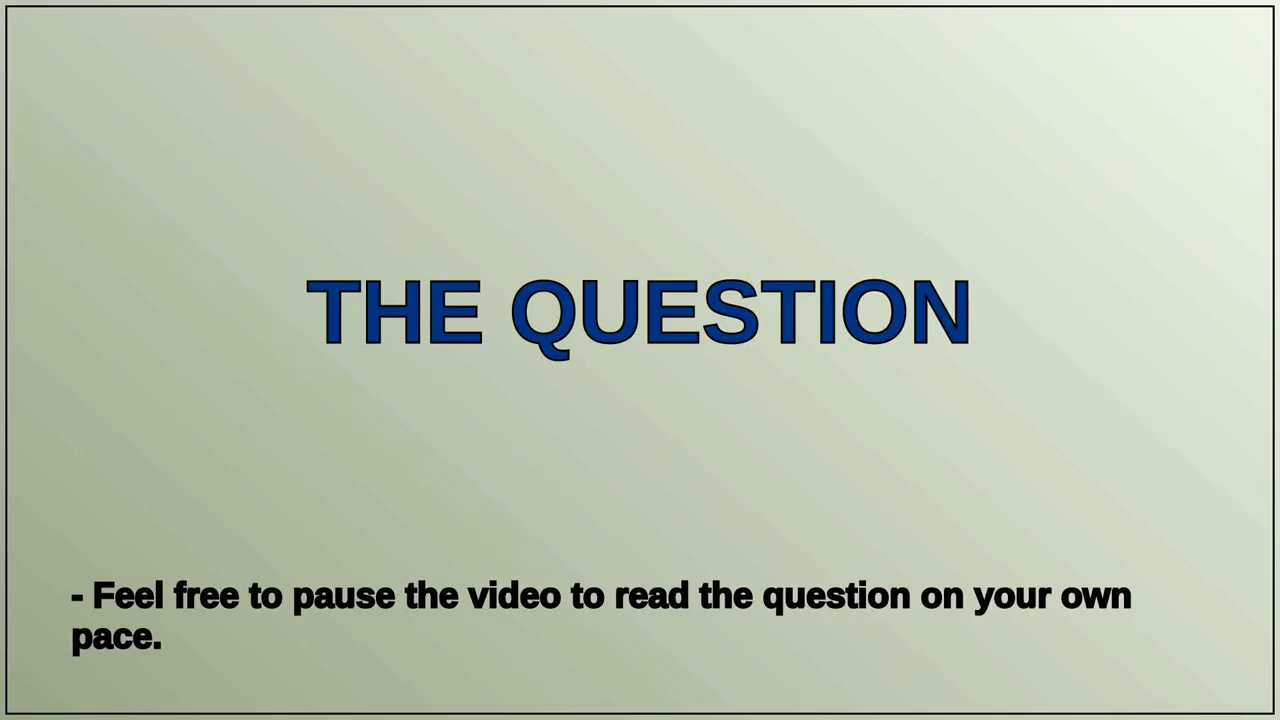 THE QUESTION
- Feel free to pause the video to read the question on your own
pace.